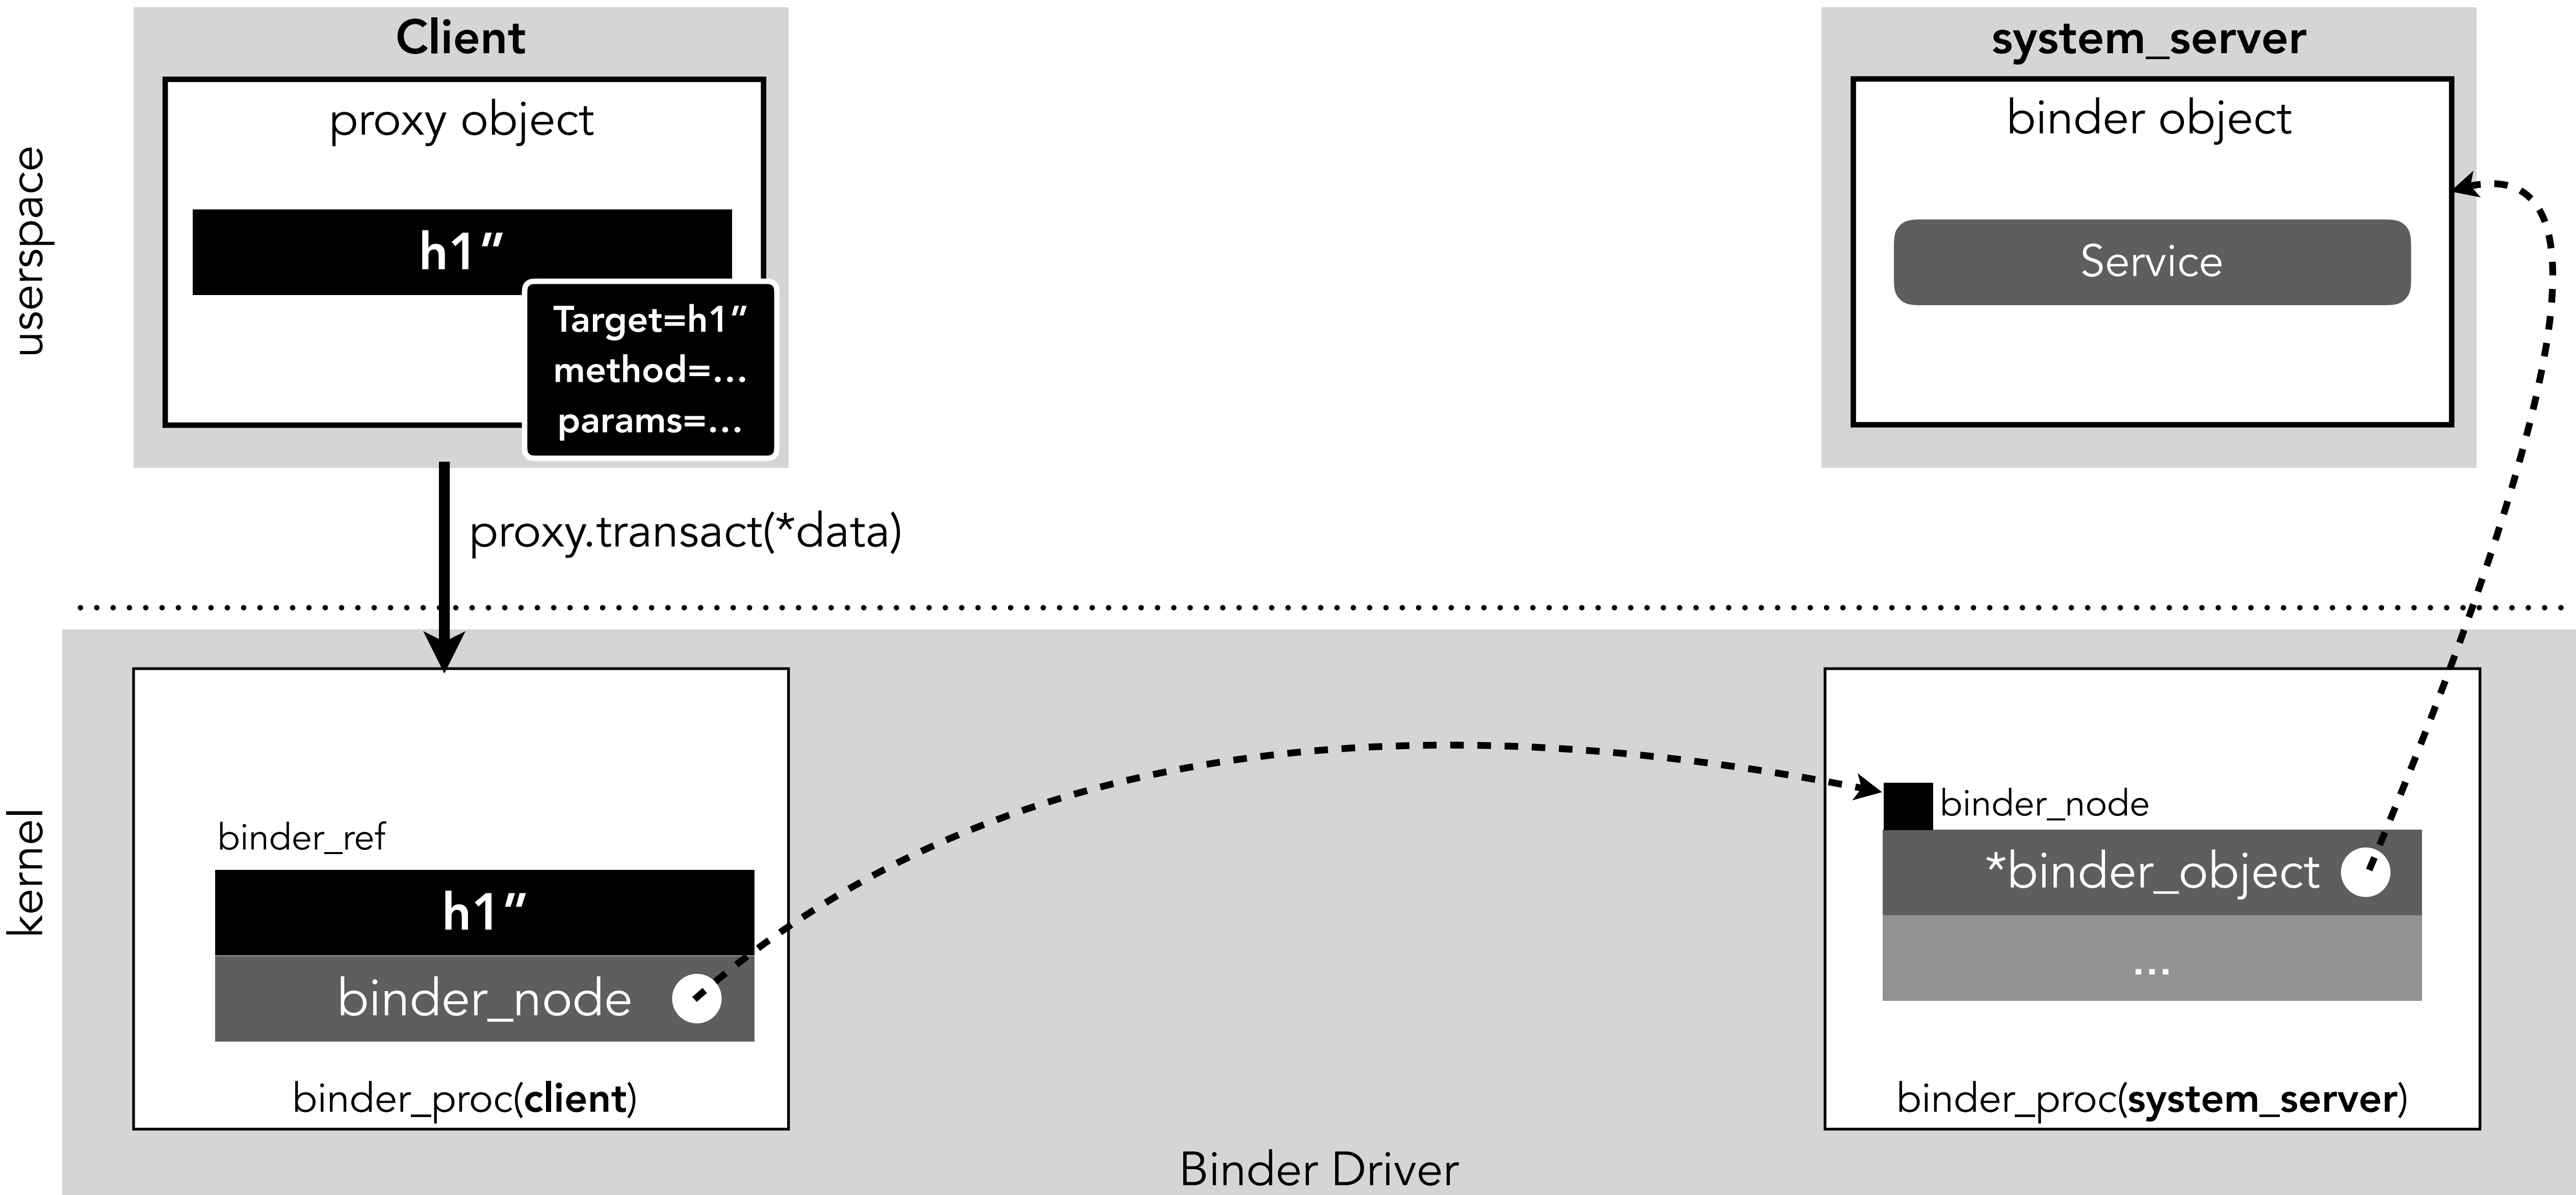 Client
proxy object
h1”
Target=h1”
method=...
params=...
system_server
binder object
Service
userspace
proxy.transact(*data)
kernel
binder_ref
h1”
binder_node
binder_proc(client)
binder_node
*binder_object
...
binder_proc(system_server)
Binder Driver